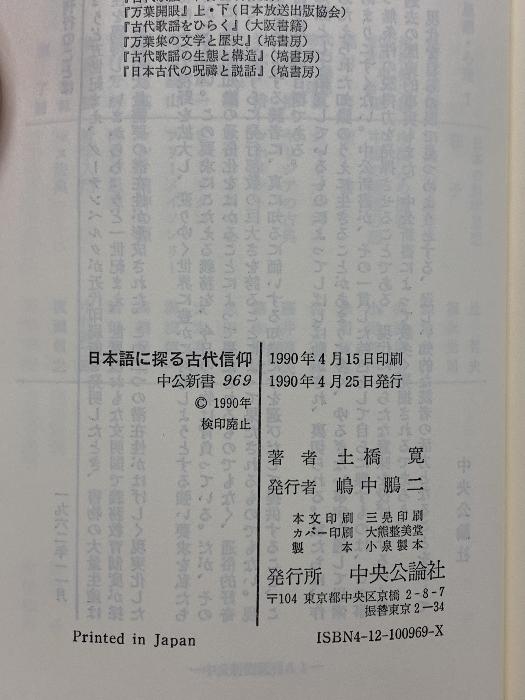 『万葉開眼』上・下(日本放送出版協会)
『古代歌謡をひらく』(大阪書籍)
『万葉集の文学と歴史』(塙書房)
『古代歌謡の生態と構造』(塙書房)
『日本古代の呪禱と説話』(塙書房)
日本語に探る古代信仰
中公新書 969
© 1990年
検印廃止
1990年4月15日印刷
1990年4月25日発行
著者 土橋 寛
発行者 嶋中鵬二
本文印刷 三晃印刷
カバー印刷 大熊整美堂
製本 小泉製本
発行所 中央公論社
〒104 東京都中央区京橋 2-8-7
振替東京 2-34
Printed in Japan
ISBN4-12-100969-X